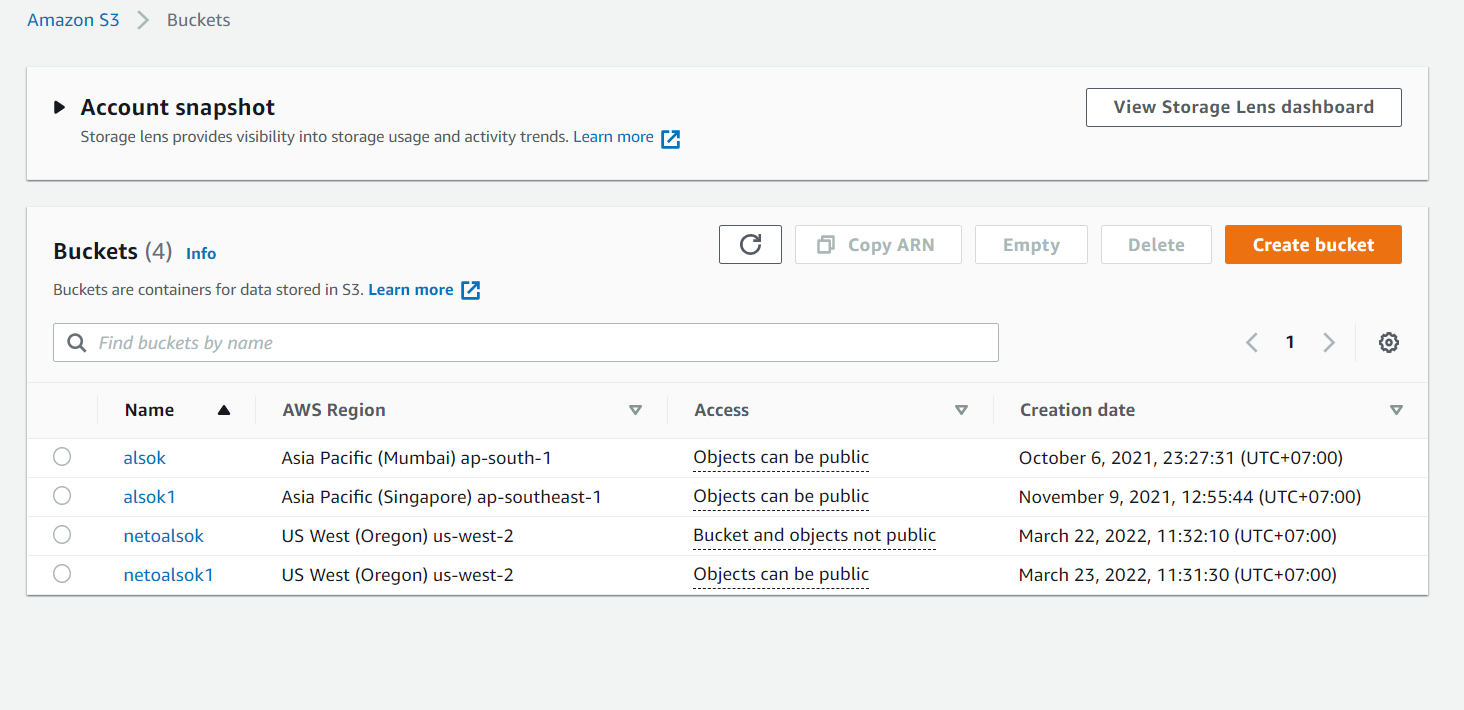 Amazon S3 > Buckets
Account snapshot
View Storage Lens dashboard
Storage lens provides visibility into storage usage and activity trends. Learn more
Buckets (4) Info
Copy ARN Empty Delete Create bucket
Buckets are containers for data stored in S3. Learn more
Find buckets by name
1
Name AWS Region Access Creation date
alsok Asia Pacific (Mumbai) ap-south-1 Objects can be public October 6, 2021, 23:27:31 (UTC+07:00)
alsok1 Asia Pacific (Singapore) ap-southeast-1 Objects can be public November 9, 2021, 12:55:44 (UTC+07:00)
netoalsok US West (Oregon) us-west-2 Bucket and objects not public March 22, 2022, 11:32:10 (UTC+07:00)
netoalsok1 US West (Oregon) us-west-2 Objects can be public March 23, 2022, 11:31:30 (UTC+07:00)